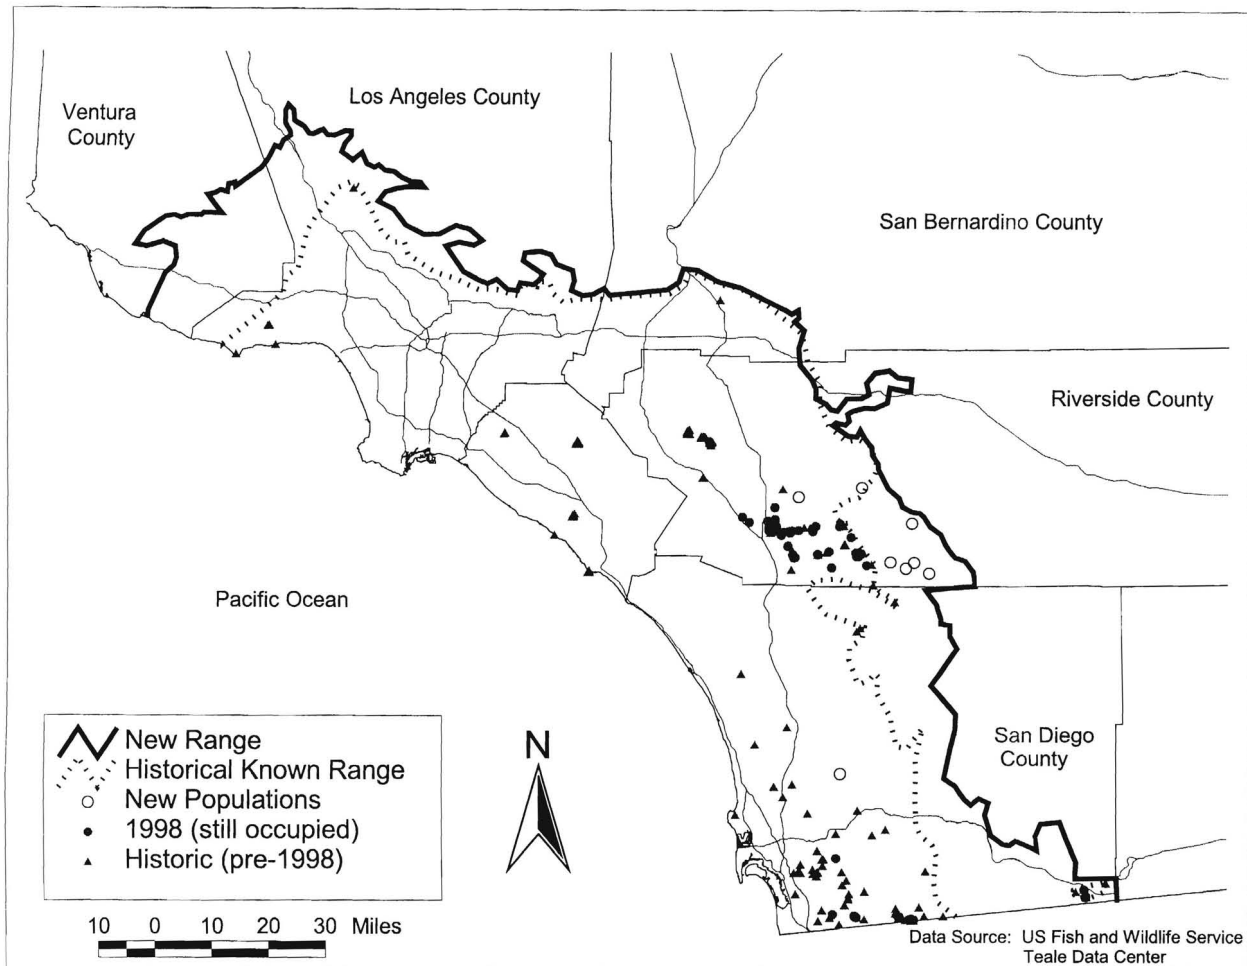 Los Angeles County
Ventura
County
San Bernardino County
Riverside County
Pacific Ocean
San Diego
County
New Range
Historical Known Range
New Populations
1998 (still occupied)
Historic (pre-1998)
N
10 0 10 20 30 Miles
Data Source: US Fish and Wildlife Service
Teale Data Center